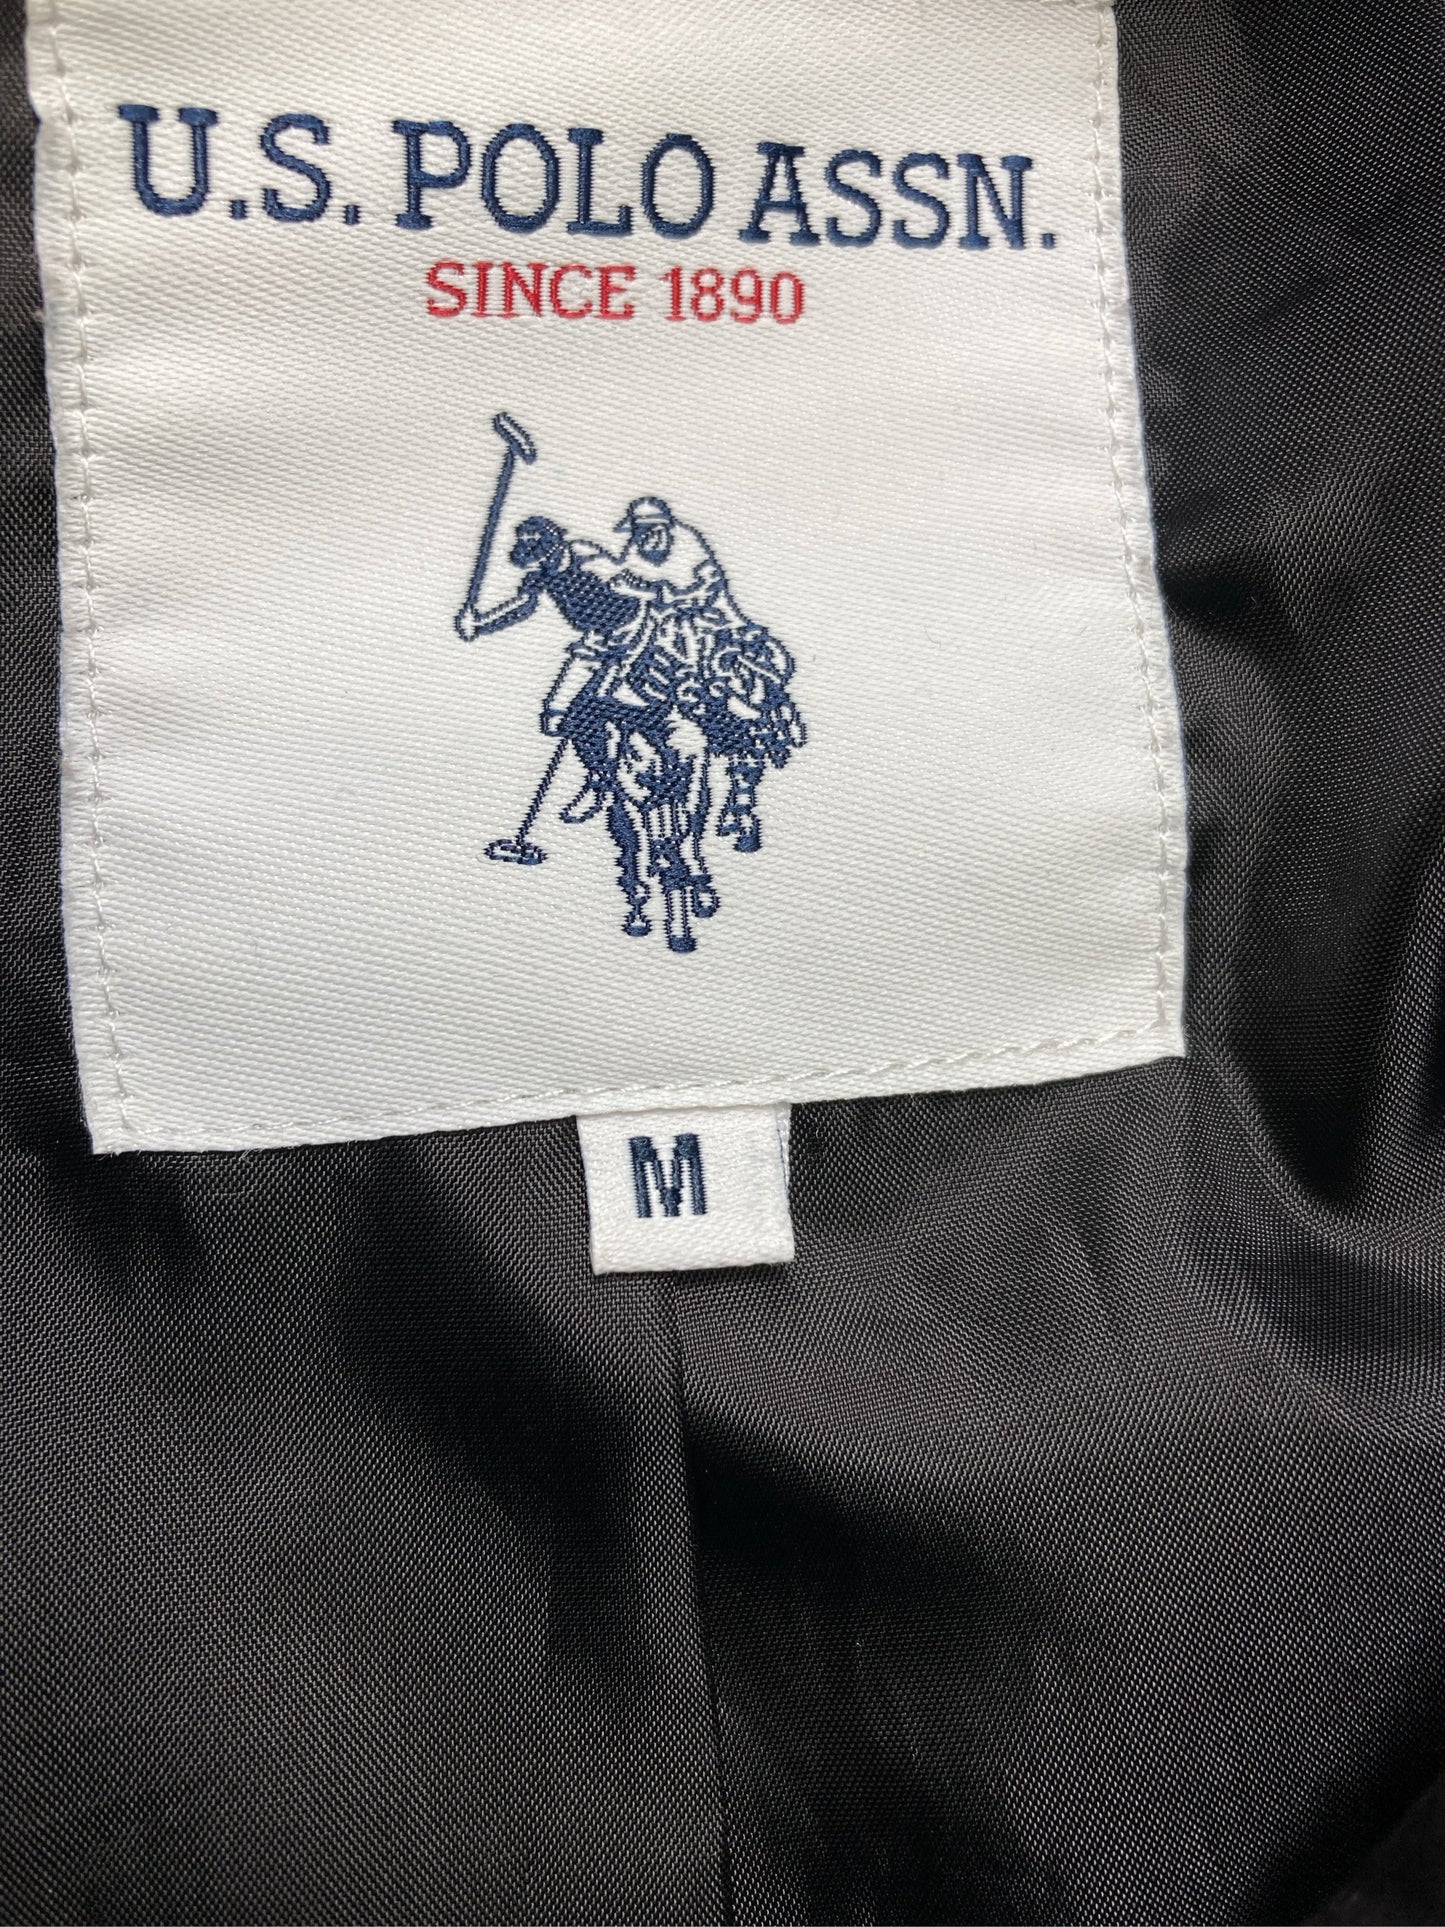 U.S. POLO ASSN.
SINCE 1890
M